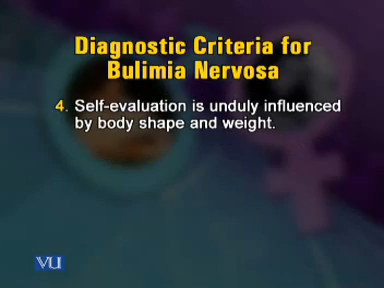 Diagnostic Criteria for
Bulimia Nervosa
4. Self-evaluation is unduly influenced
by body shape and weight.
VU